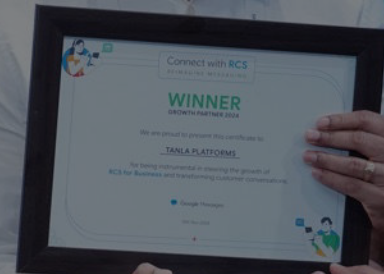 Connect with RCS
WINNER
GROWTH PARTNER 2024
We are proud to present this certificate to
TANLA PLATFORMS
for being instrumental in steering the growth of
RCS for Business and transforming customer conversations.
Google Messages